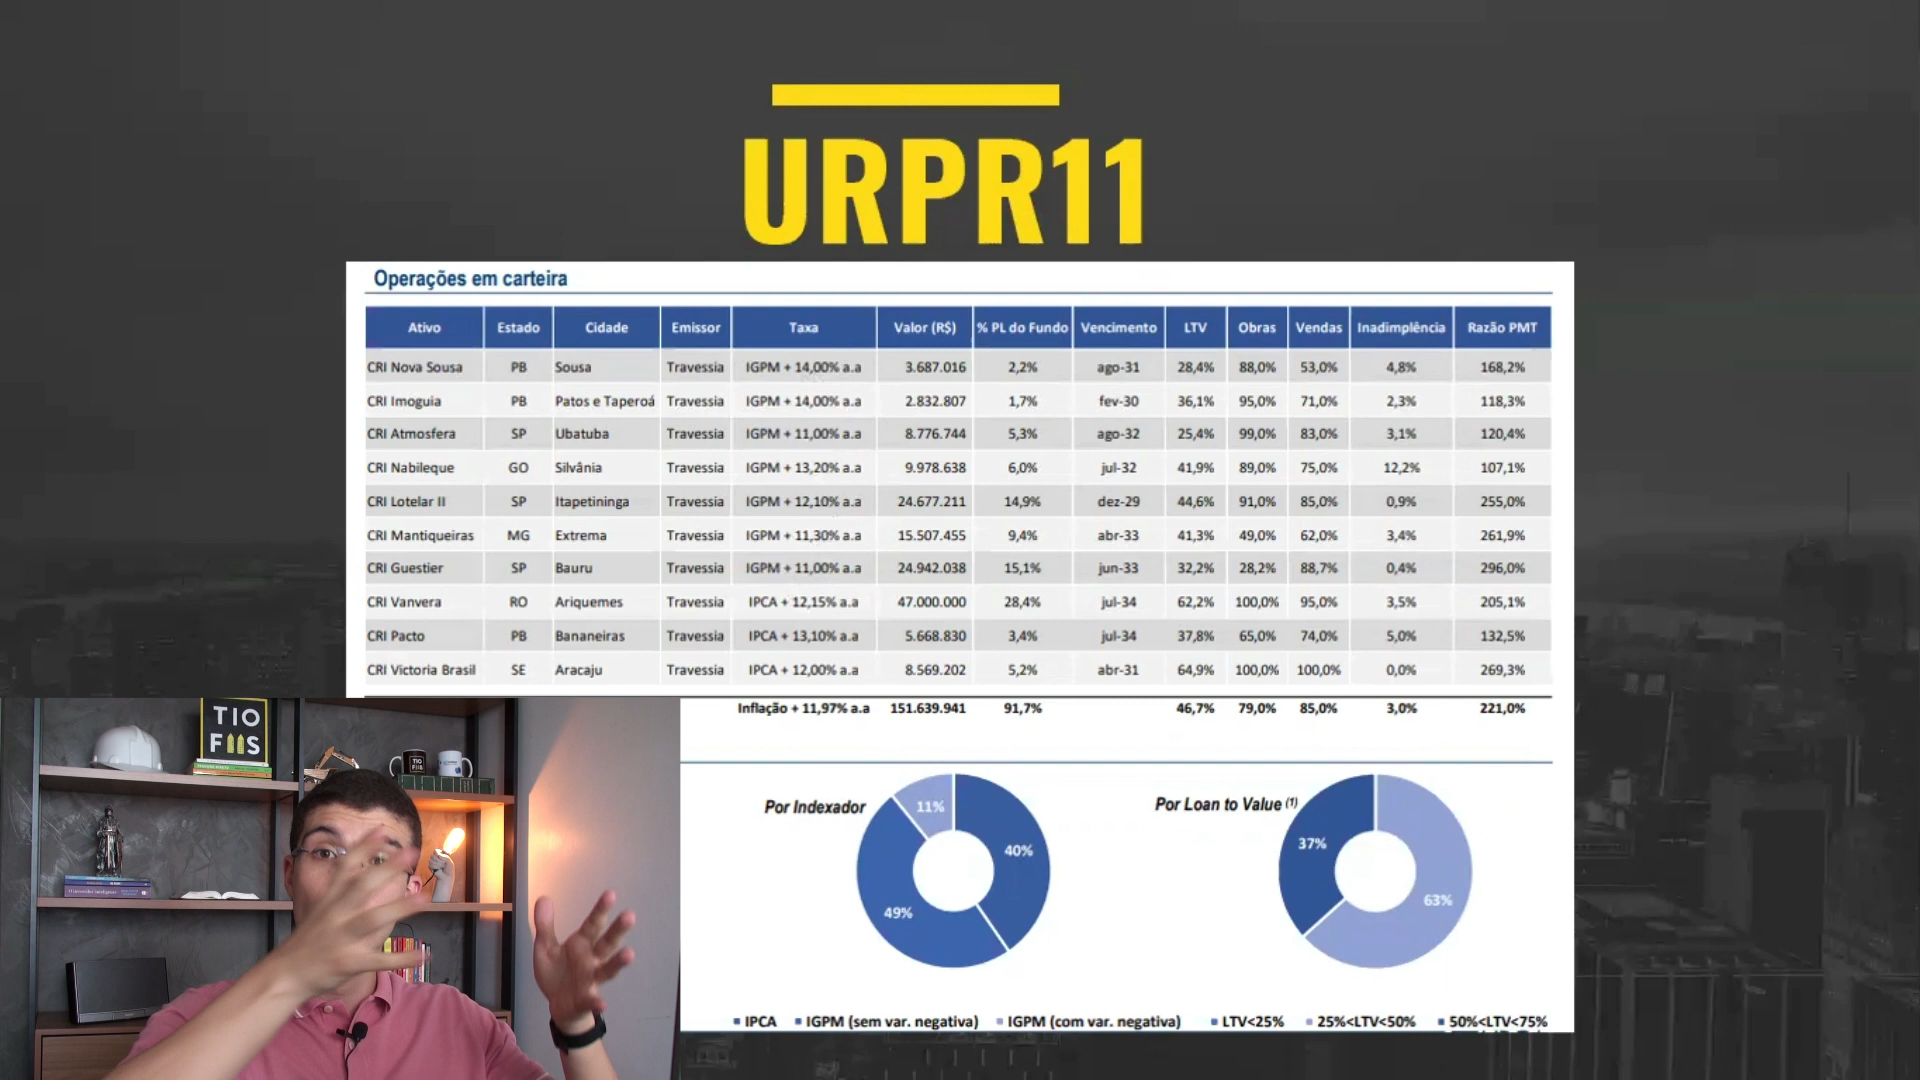 URPR11
Operações em carteira
Ativo Estado Cidade Emissor Taxa Valor (R$) % PL do Fundo Vencimento LTV Obras Vendas Inadimplência Razão PMT
CRI Nova Sousa PB Sousa Travessia IGPM + 14,00% a.a 3.687.016 2,2% ago-31 28,4% 88,0% 53,0% 4,8% 168,2%
CRI Imoguia PB Patos e Taperoá Travessia IGPM + 14,00% a.a 2.832.807 1,7% fev-30 36,1% 95,0% 71,0% 2,3% 118,3%
CRI Atmosfera SP Ubatuba Travessia IGPM + 11,00% a.a 8.776.744 5,3% ago-32 25,4% 99,0% 83,0% 3,1% 120,4%
CRI Nabileque GO Silvânia Travessia IGPM + 13,20% a.a 9.978.638 6,0% jul-32 41,9% 89,0% 75,0% 12,2% 107,1%
CRI Lotelar II SP Itapetininga Travessia IGPM + 12,10% a.a 24.677.211 14,9% dez-29 44,6% 91,0% 85,0% 0,9% 255,0%
CRI Mantiqueiras MG Extrema Travessia IGPM + 11,30% a.a 15.507.455 9,4% abr-33 41,3% 49,0% 62,0% 3,4% 261,9%
CRI Guestier SP Bauru Travessia IGPM + 11,00% a.a 24.942.038 15,1% jun-33 32,2% 28,2% 88,7% 0,4% 296,0%
CRI Vanvera RO Ariquemes Travessia IPCA + 12,15% a.a 47.000.000 28,4% jul-34 62,2% 100,0% 95,0% 3,5% 205,1%
CRI Pacto PB Bananeiras Travessia IPCA + 13,10% a.a 5.668.830 3,4% jul-34 37,8% 65,0% 74,0% 5,0% 132,5%
CRI Victoria Brasil SE Aracaju Travessia IPCA + 12,00% a.a 8.569.202 5,2% abr-31 64,9% 100,0% 100,0% 0,0% 269,3%
Inflação + 11,97% a.a 151.639.941 91,7% 46,7% 79,0% 85,0% 3,0% 221,0%
TIO
FIIS
TIO
FIIS
Por Indexador
11%
40%
49%
Por Loan to Value (1)
37%
63%
IPCA IGPM (sem var. negativa) IGPM (com var. negativa)
LTV<25% 25%<LTV<50% 50%<LTV<75%